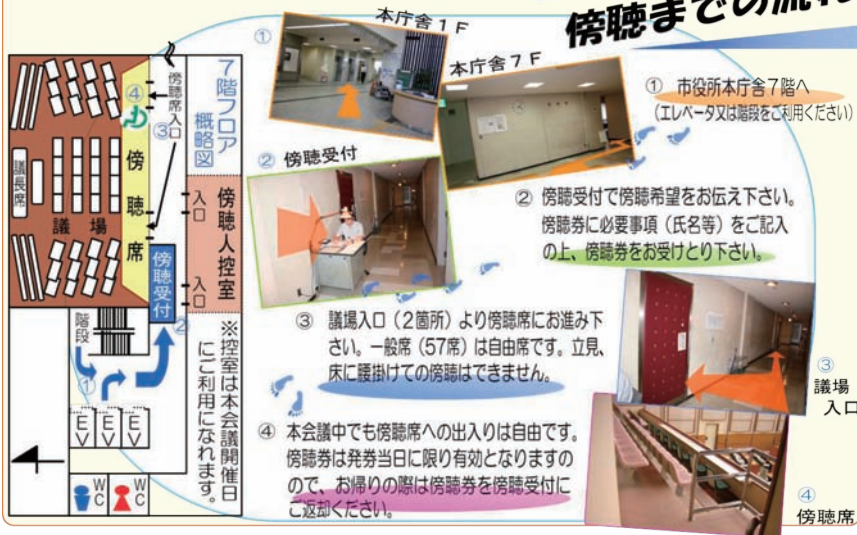 傍聴までの流れ
本庁舎1F
①
本庁舎7F
① 市役所本庁舎7階へ
(エレベータ又は階段をご利用ください)
② 傍聴受付
② 傍聴受付で傍聴希望をお伝え下さい。
傍聴券に必要事項(氏名等)をご記入
の上、傍聴券をお受けとり下さい。
③ 議場入口(2箇所)より傍聴席にお進み下
さい。一般席(57席)は自由席です。立見、
床に腰掛けての傍聴はできません。
③
議場
入口
④ 本会議中でも傍聴席への出入りは自由です。
傍聴券は発券当日に限り有効となりますの
ので、お帰りの際は傍聴券を傍聴受付に
ご返却ください。
④
傍聴席
7階フロア
概略図
傍聴席入口
③
④
傍聴席
議長席
議場
傍聴人控室
入口
入口
傍聴受付
②
階段
①
EV
EV
EV
WC
WC
※控室は本会議開催日
にご利用になれます。